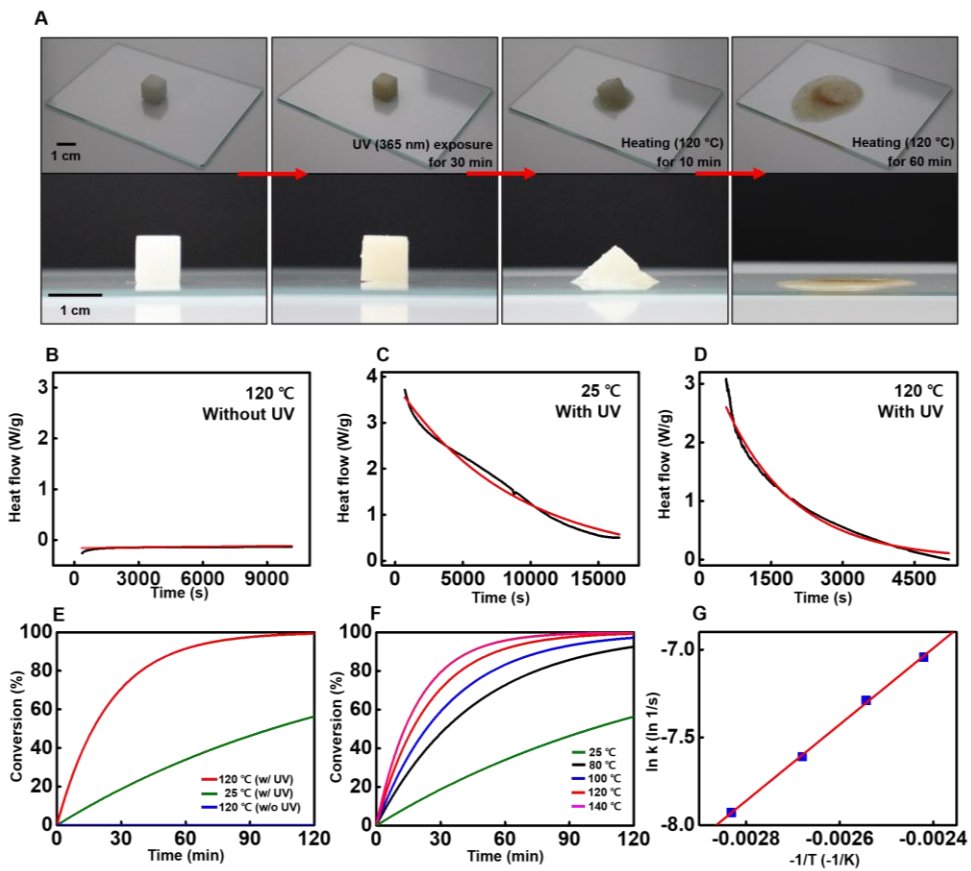 A
1 cm
UV (365 nm) exposure
for 30 min
Heating (120 °C)
for 10 min
Heating (120 °C)
for 60 min
1 cm
B
120 ℃
Without UV
Heat flow (W/g)
3
2
1
0
0 3000 6000 9000
Time (s)
C
25 ℃
With UV
Heat flow (W/g)
4
3
2
1
0
0 5000 10000 15000
Time (s)
D
120 ℃
With UV
Heat flow (W/g)
3
2
1
0
0 1500 3000 4500
Time (s)
E
Conversion (%)
100
80
60
40
20
0
120 ℃ (w/ UV)
25 ℃ (w/ UV)
120 ℃ (w/o UV)
0 30 60 90 120
Time (min)
F
Conversion (%)
100
80
60
40
20
0
25 ℃
80 ℃
100 ℃
120 ℃
140 ℃
0 30 60 90 120
Time (min)
G
ln k (ln 1/s)
-7.0
-7.5
-8.0
-0.0028 -0.0026 -0.0024
-1/T (-1/K)